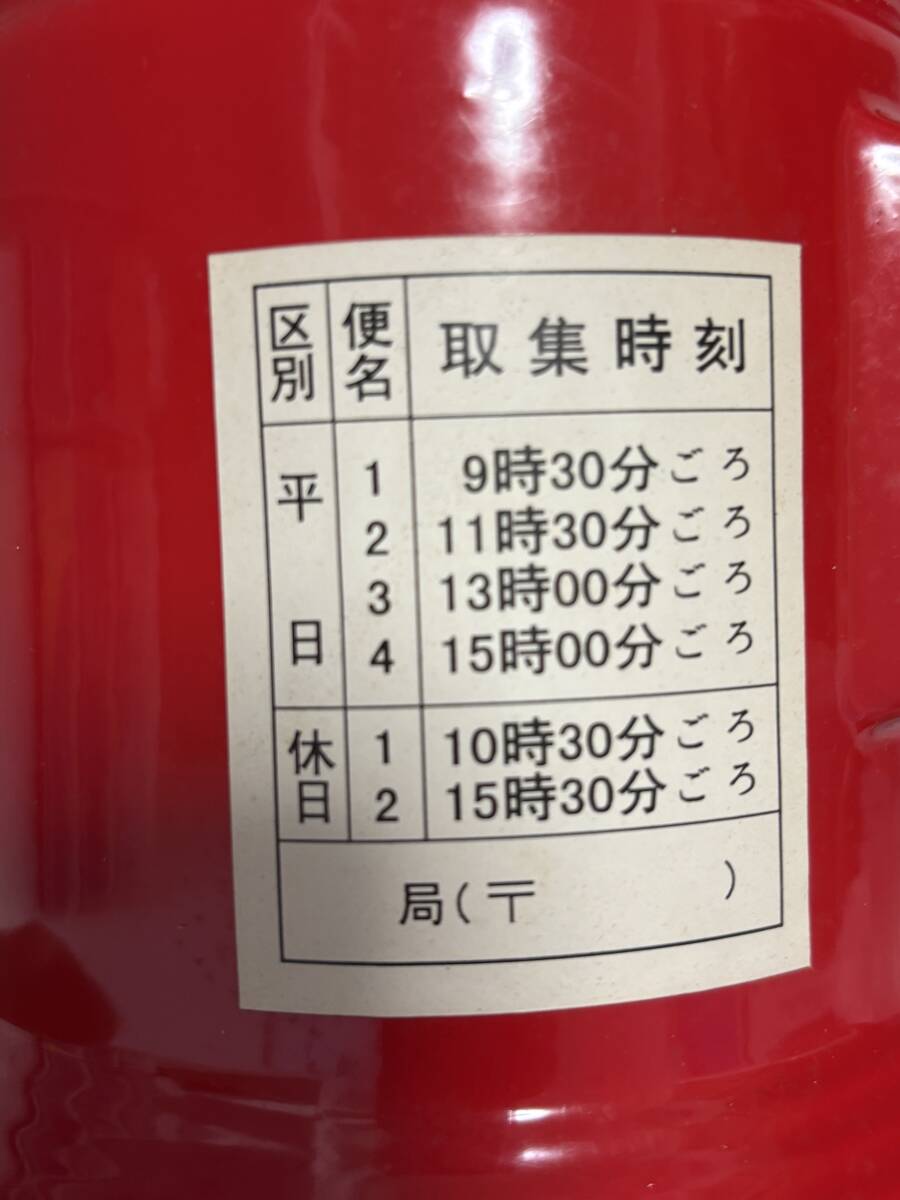 区別 便名 取集時刻
平日 1 9時30分ごろ
2 11時30分ごろ
3 13時00分ごろ
4 15時00分ごろ
休日 1 10時30分ごろ
2 15時30分ごろ
局(〒 )